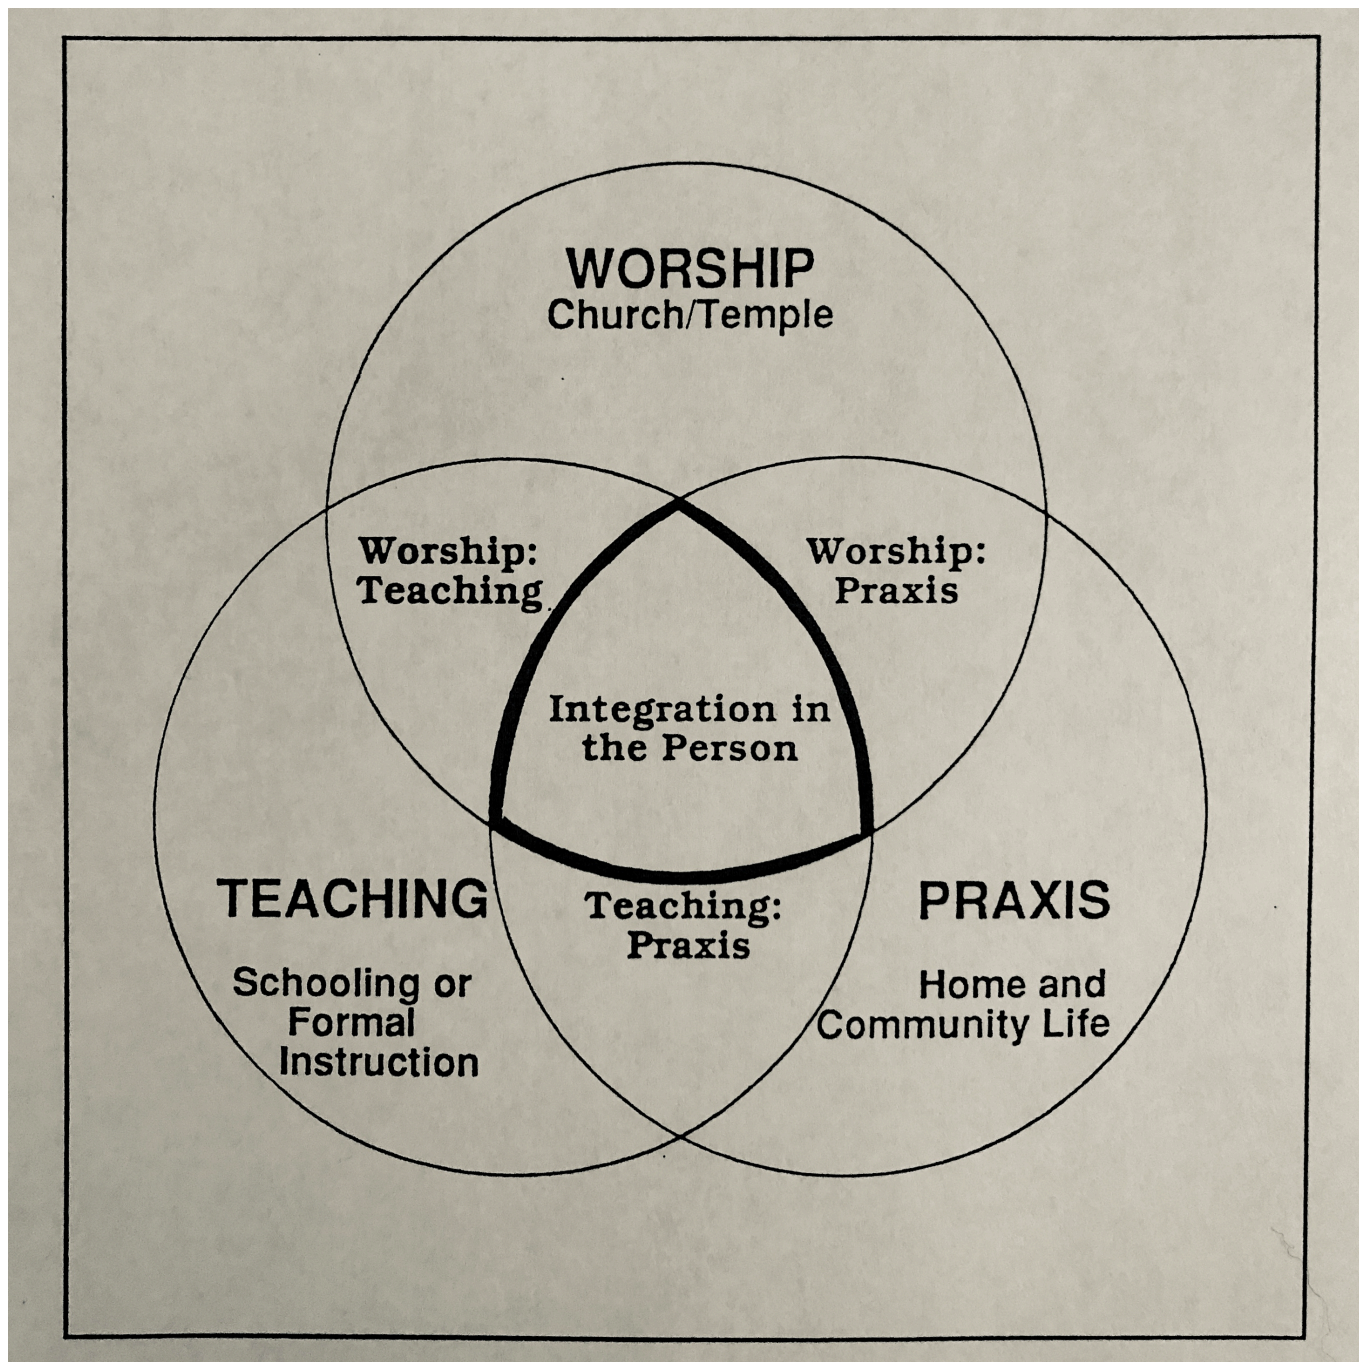 WORSHIP
Church/Temple
Worship:
Teaching
Worship:
Praxis
Integration in
the Person
TEACHING
Schooling or
Formal
Instruction
Teaching:
Praxis
PRAXIS
Home and
Community Life